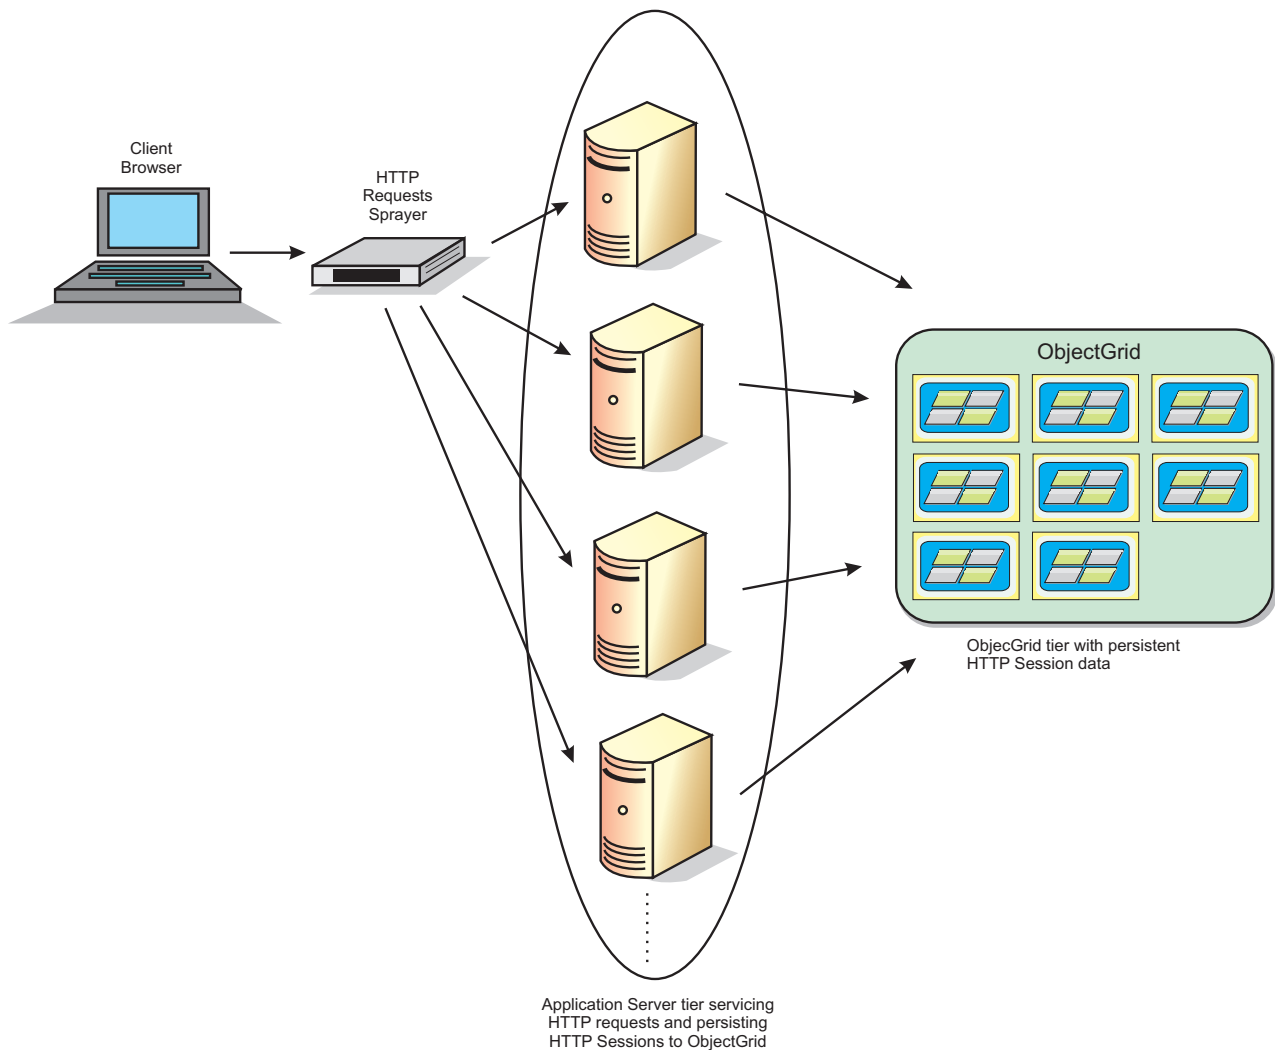 Client
Browser
HTTP
Requests
Sprayer
ObjectGrid
ObjecGrid tier with persistent
HTTP Session data
Application Server tier servicing
HTTP requests and persisting
HTTP Sessions to ObjectGrid